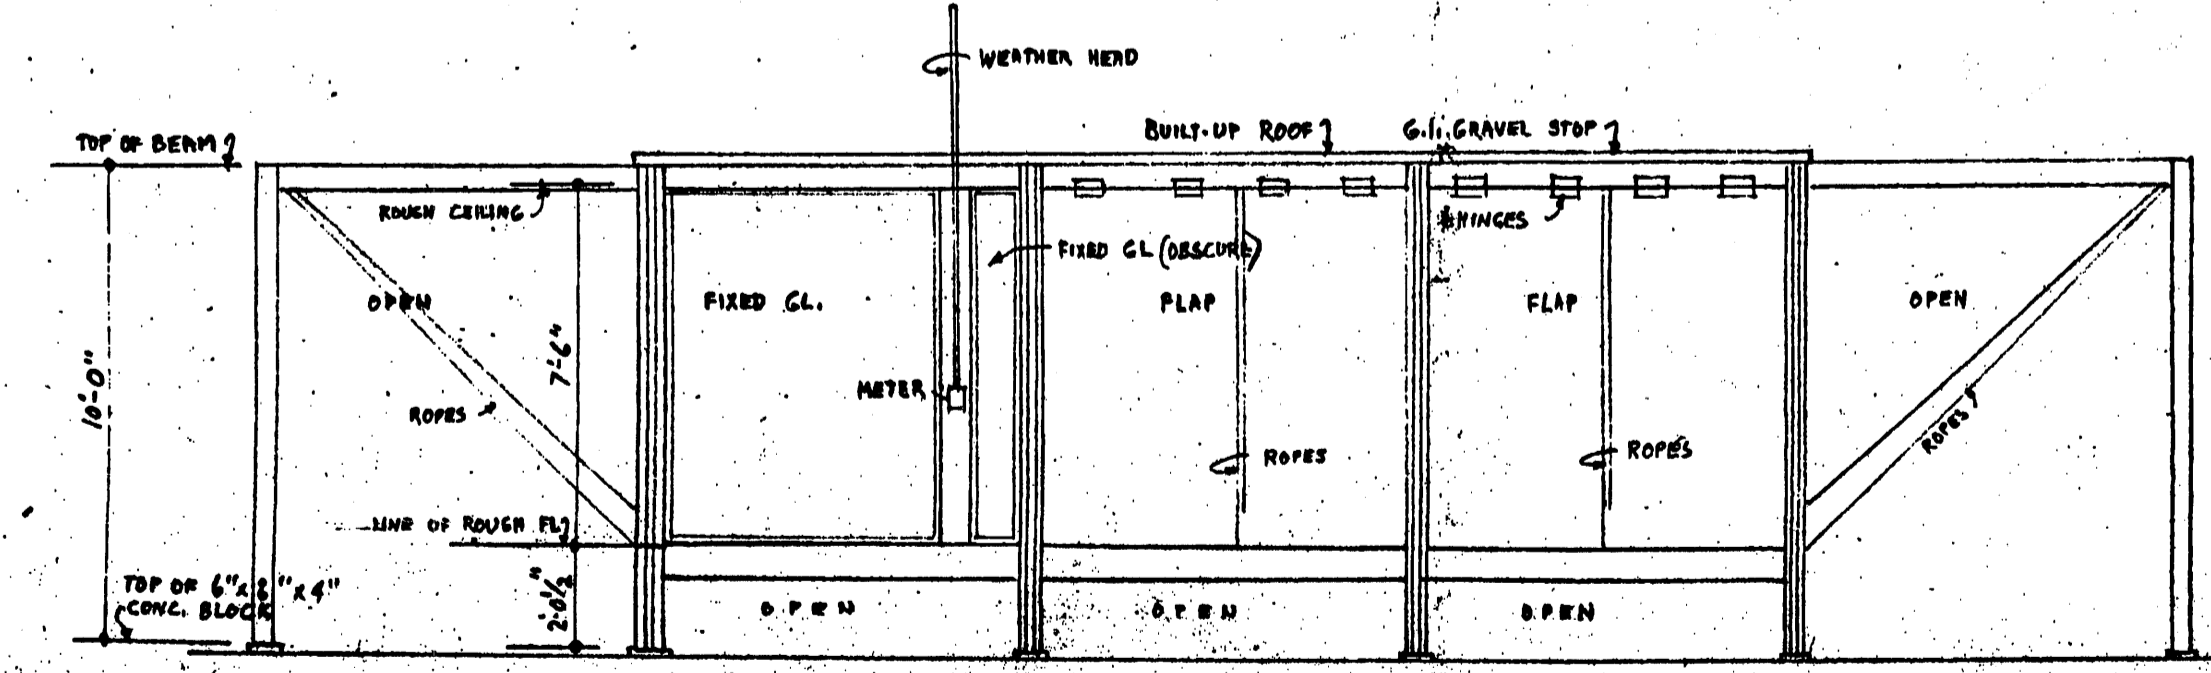 WEATHER HEAD
TOP OF BEAM
BUILT-UP ROOF
G.I. GRAVEL STOP
ROUGH CEILING
HINGES
FIXED GL (OBSCURE)
OPEN
FIXED GL.
FLAP
FLAP
OPEN
10'-0"
7'-6"
METER
ROPES
ROPES
ROPES
ROPES
LINE OF ROUGH FL
TOP OF 6" x 8" x 4"
CONC. BLOCK
2'-0½"
OPEN
OPEN
OPEN